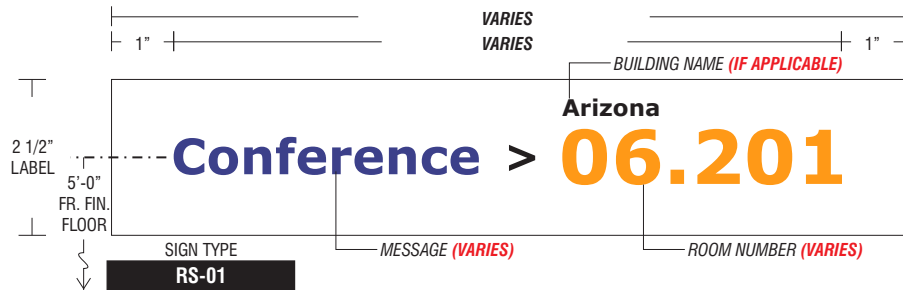 VARIES
1” VARIES 1”
BUILDING NAME (IF APPLICABLE)
Arizona
Conference > 06.201
2 1/2”
LABEL
5’-0”
FR. FIN.
FLOOR
SIGN TYPE
RS-01
MESSAGE (VARIES)
ROOM NUMBER (VARIES)